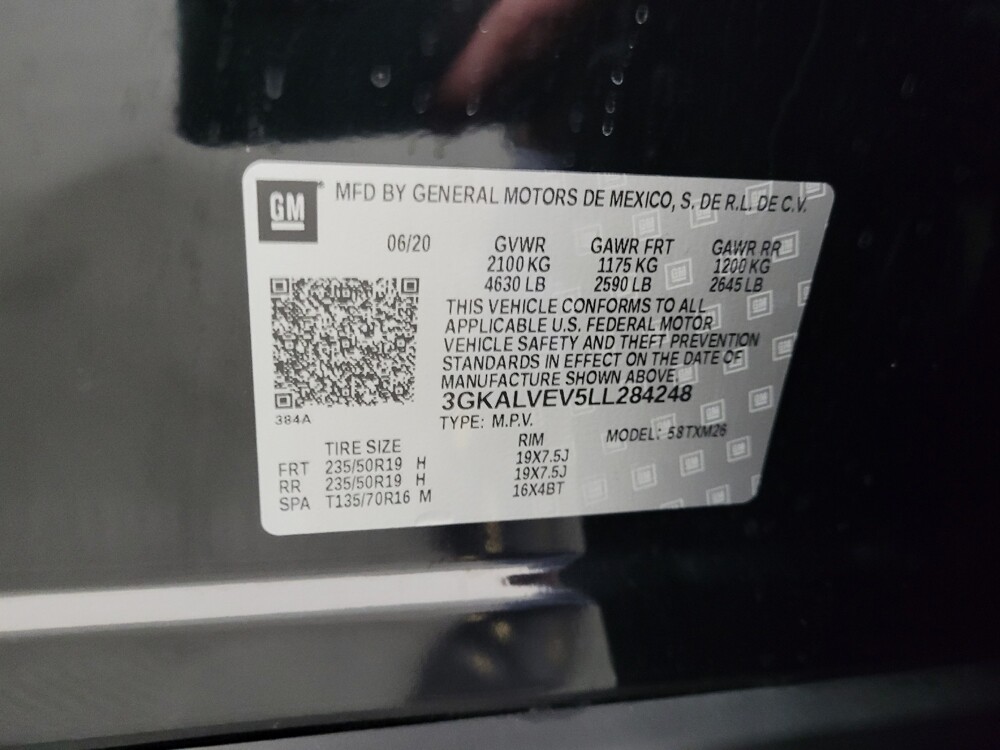 GM
MFD BY GENERAL MOTORS DE MEXICO, S. DE R.L. DE C.V.
06/20 GVWR GAWR FRT GAWR RR
2100 KG 1175 KG 1200 KG
4630 LB 2590 LB 2645 LB
THIS VEHICLE CONFORMS TO ALL
APPLICABLE U.S. FEDERAL MOTOR
VEHICLE SAFETY AND THEFT PREVENTION
STANDARDS IN EFFECT ON THE DATE OF
MANUFACTURE SHOWN ABOVE.
3GKALVEV5LL284248
384A
TYPE: M.P.V.
MODEL: 58TXM26
TIRE SIZE RIM
FRT 235/50R19 H 19X7.5J
RR 235/50R19 H 19X7.5J
SPA T135/70R16 M 16X4BT